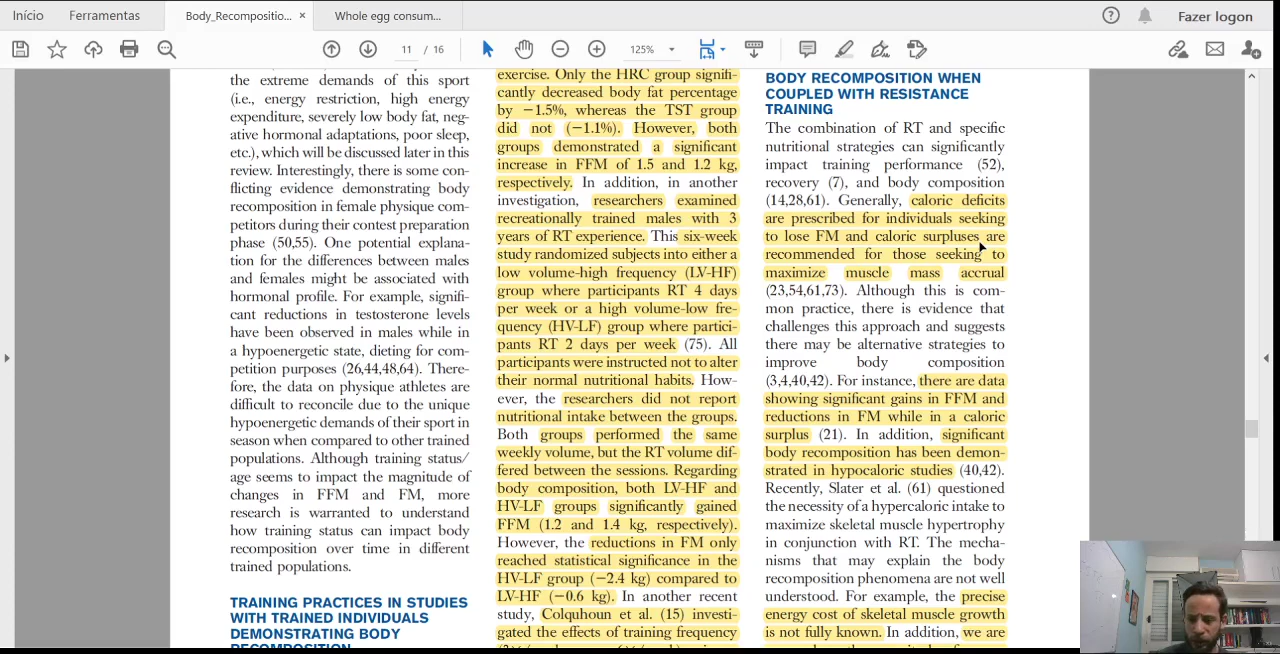 Início
Ferramentas
Body_Recompositio...
×
Whole egg consum...
Fazer logon
11 / 16
125%
the extreme demands of this sport
(i.e., energy restriction, high energy
expenditure, severely low body fat, neg-
ative hormonal adaptations, poor sleep,
etc.), which will be discussed later in this
review. Interestingly, there is some con-
flicting evidence demonstrating body
recomposition in female physique com-
petitors during their contest preparation
phase (50,55). One potential explana-
tion for the differences between males
and females might be associated with
hormonal profile. For example, signifi-
cant reductions in testosterone levels
have been observed in males while in
a hypoenergetic state, dieting for com-
petition purposes (26,44,48,64). There-
fore, the data on physique athletes are
difficult to reconcile due to the unique
hypoenergetic demands of their sport in
season when compared to other trained
populations. Although training status/
age seems to impact the magnitude of
changes in FFM and FM, more
research is warranted to understand
how training status can impact body
recomposition over time in different
trained populations.
TRAINING PRACTICES IN STUDIES
WITH TRAINED INDIVIDUALS
DEMONSTRATING BODY
RECOMPOSITION
exercise. Only the HRC group signifi-
cantly decreased body fat percentage
by −1.5%, whereas the TST group
did not (−1.1%). However, both
groups demonstrated a significant
increase in FFM of 1.5 and 1.2 kg,
respectively. In addition, in another
investigation, researchers examined
recreationally trained males with 3
years of RT experience. This six-week
study randomized subjects into either a
low volume-high frequency (LV-HF)
group where participants RT 4 days
per week or a high volume-low fre-
quency (HV-LF) group where partici-
pants RT 2 days per week (75). All
participants were instructed not to alter
their normal nutritional habits. How-
ever, the researchers did not report
nutritional intake between the groups.
Both groups performed the same
weekly volume, but the RT volume dif-
fered between the sessions. Regarding
body composition, both LV-HF and
HV-LF groups significantly gained
FFM (1.2 and 1.4 kg, respectively).
However, the reductions in FM only
reached statistical significance in the
HV-LF group (−2.4 kg) compared to
LV-HF (−0.6 kg). In another recent
study, Colquhoun et al. (15) investi-
gated the effects of training frequency
BODY RECOMPOSITION WHEN
COUPLED WITH RESISTANCE
TRAINING
The combination of RT and specific
nutritional strategies can significantly
impact training performance (52),
recovery (7), and body composition
(14,28,61). Generally, caloric deficits
are prescribed for individuals seeking
to lose FM and caloric surpluses are
recommended for those seeking to
maximize muscle mass accrual
(23,54,61,73). Although this is com-
mon practice, there is evidence that
challenges this approach and suggests
there may be alternative strategies to
improve body composition
(3,4,40,42). For instance, there are data
showing significant gains in FFM and
reductions in FM while in a caloric
surplus (21). In addition, significant
body recomposition has been demon-
strated in hypocaloric studies (40,42).
Recently, Slater et al. (61) questioned
the necessity of a hypercaloric intake to
maximize skeletal muscle hypertrophy
in conjunction with RT. The mecha-
nisms that may explain the body
recomposition phenomena are not well
understood. For example, the precise
energy cost of skeletal muscle growth
is not fully known. In addition, we are